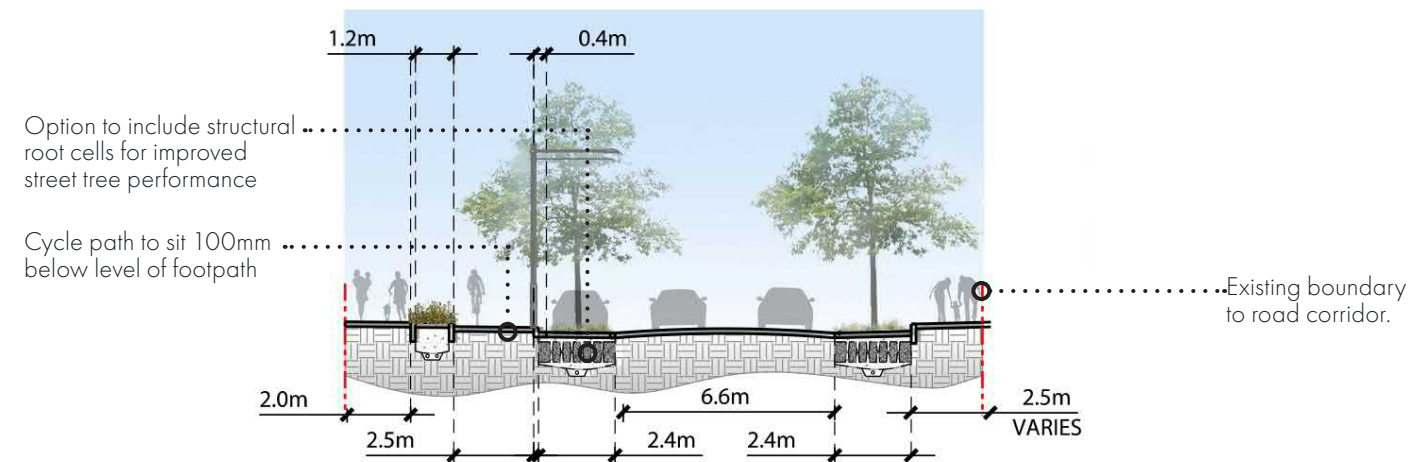 1.2m
0.4m
Option to include structural
root cells for improved
street tree performance
Cycle path to sit 100mm
below level of footpath
Existing boundary
to road corridor.
2.0m
6.6m
2.5m
VARIES
2.5m
2.4m
2.4m